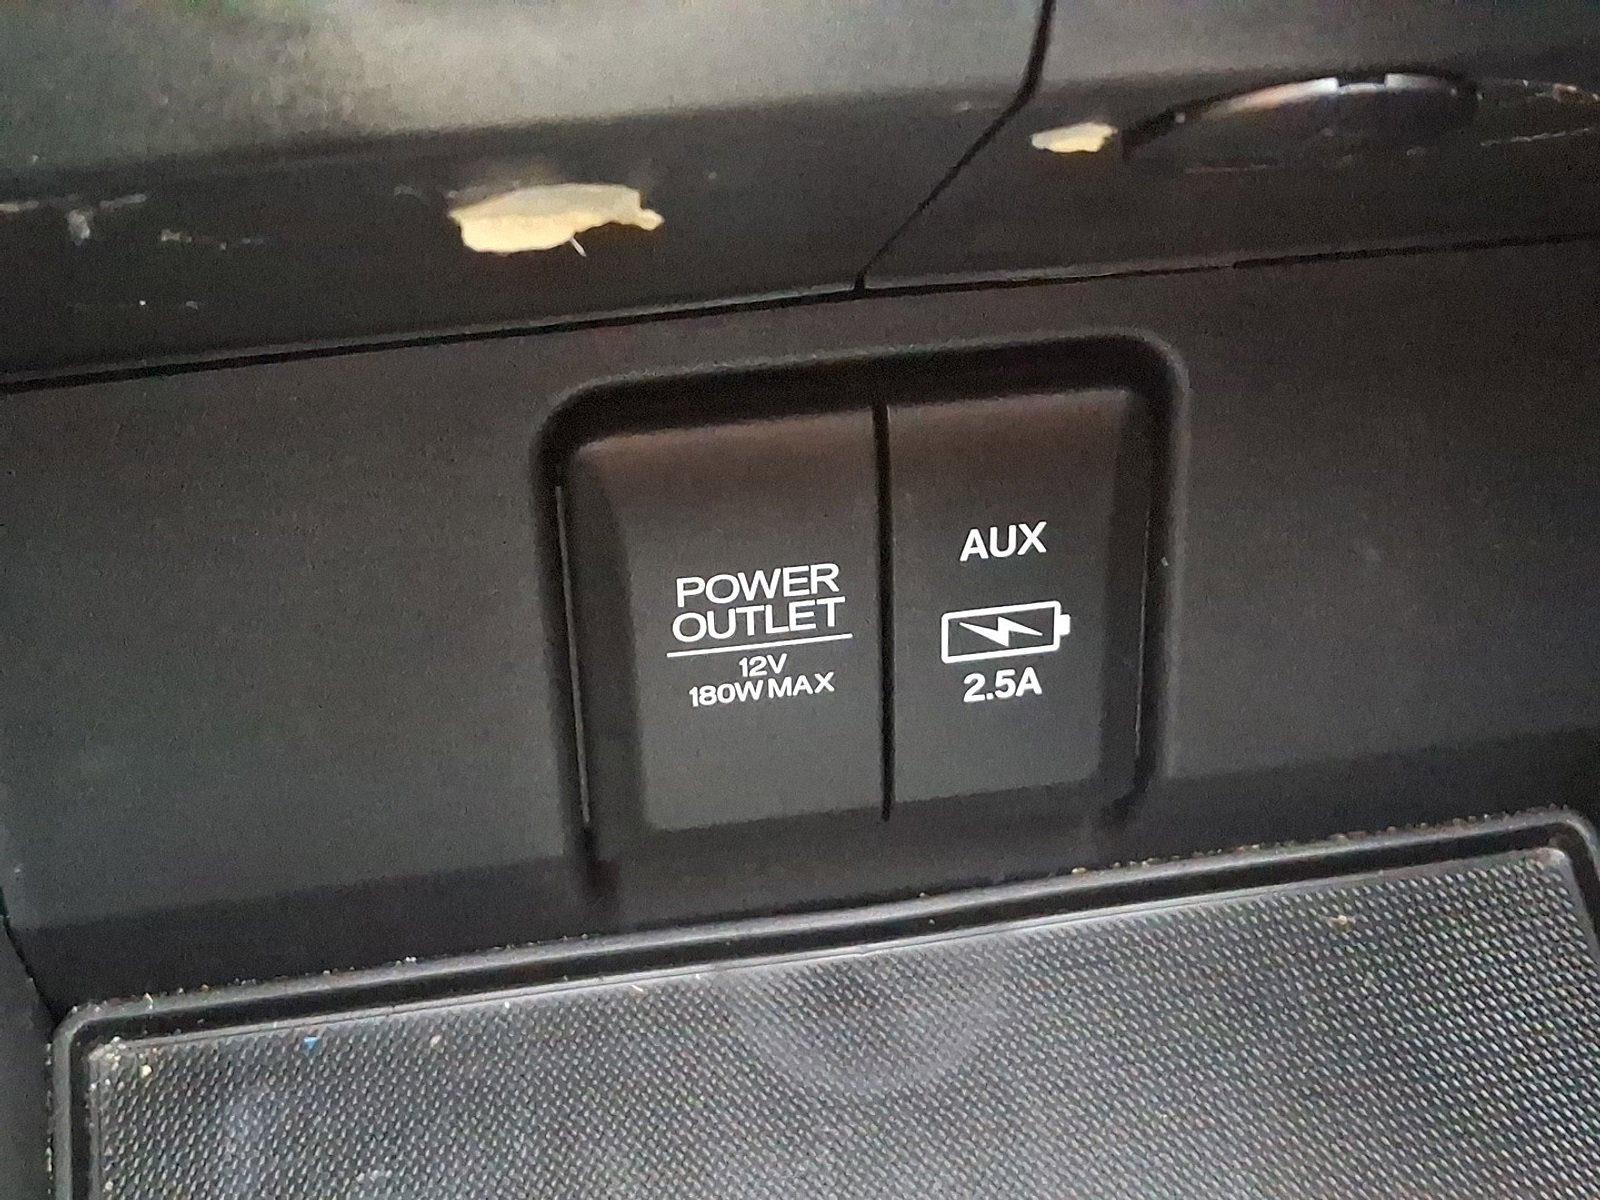 POWER
OUTLET
12V
180W MAX
AUX
2.5A